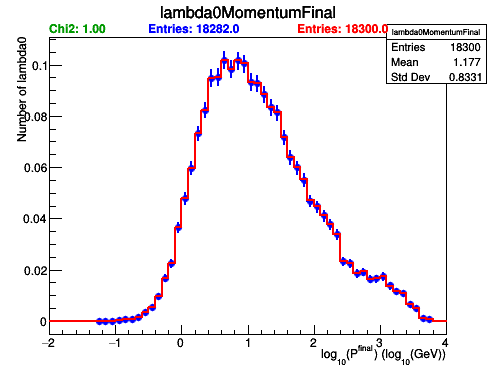 lambda0MomentumFinal
Chi2: 1.00 Entries: 18282.0 Entries: 18300.0
lambda0MomentumFinal
Entries 18300
Mean 1.177
Std Dev 0.8331
Number of lambda0
0.1
0.08
0.06
0.04
0.02
0
−2 −1 0 1 2 3 4
log10(Pfinal) (log10(GeV))